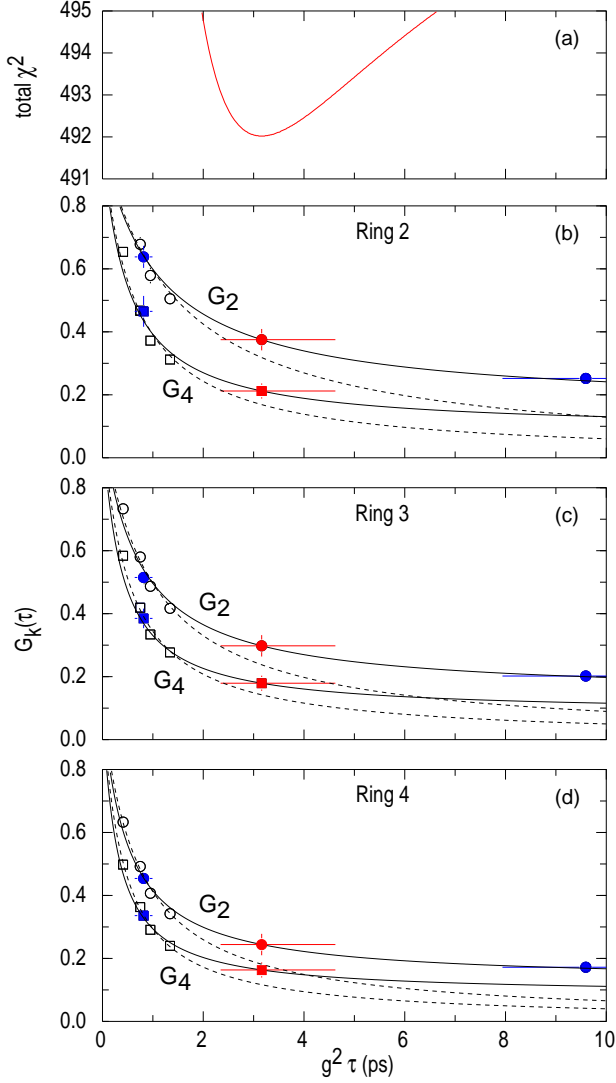 495
(a)
494
493
492
491
total χ²
0.8
Ring 2
(b)
0.6
G₂
0.4
0.2
G₄
0.0
0.8
Ring 3
(c)
0.6
0.4
G₂
0.2
G₄
0.0
Gₖ(τ)
0.8
Ring 4
(d)
0.6
0.4
G₂
0.2
G₄
0.0
0 2 4 6 8 10
g² τ (ps)